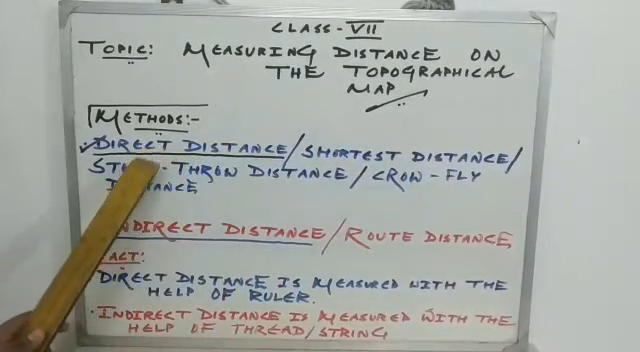 CLASS-VII
TOPIC: MEASURING DISTANCE ON
THE TOPOGRAPHICAL
MAP
METHODS:-
DIRECT DISTANCE/SHORTEST DISTANCE/
THROW DISTANCE/CROW-FLY
INDIRECT DISTANCE/ROUTE DISTANCE
DIRECT DISTANCE IS MEASURED WITH THE
HELP OF RULER.
INDIRECT DISTANCE IS MEASURED WITH THE
HELP OF THREAD/STRING